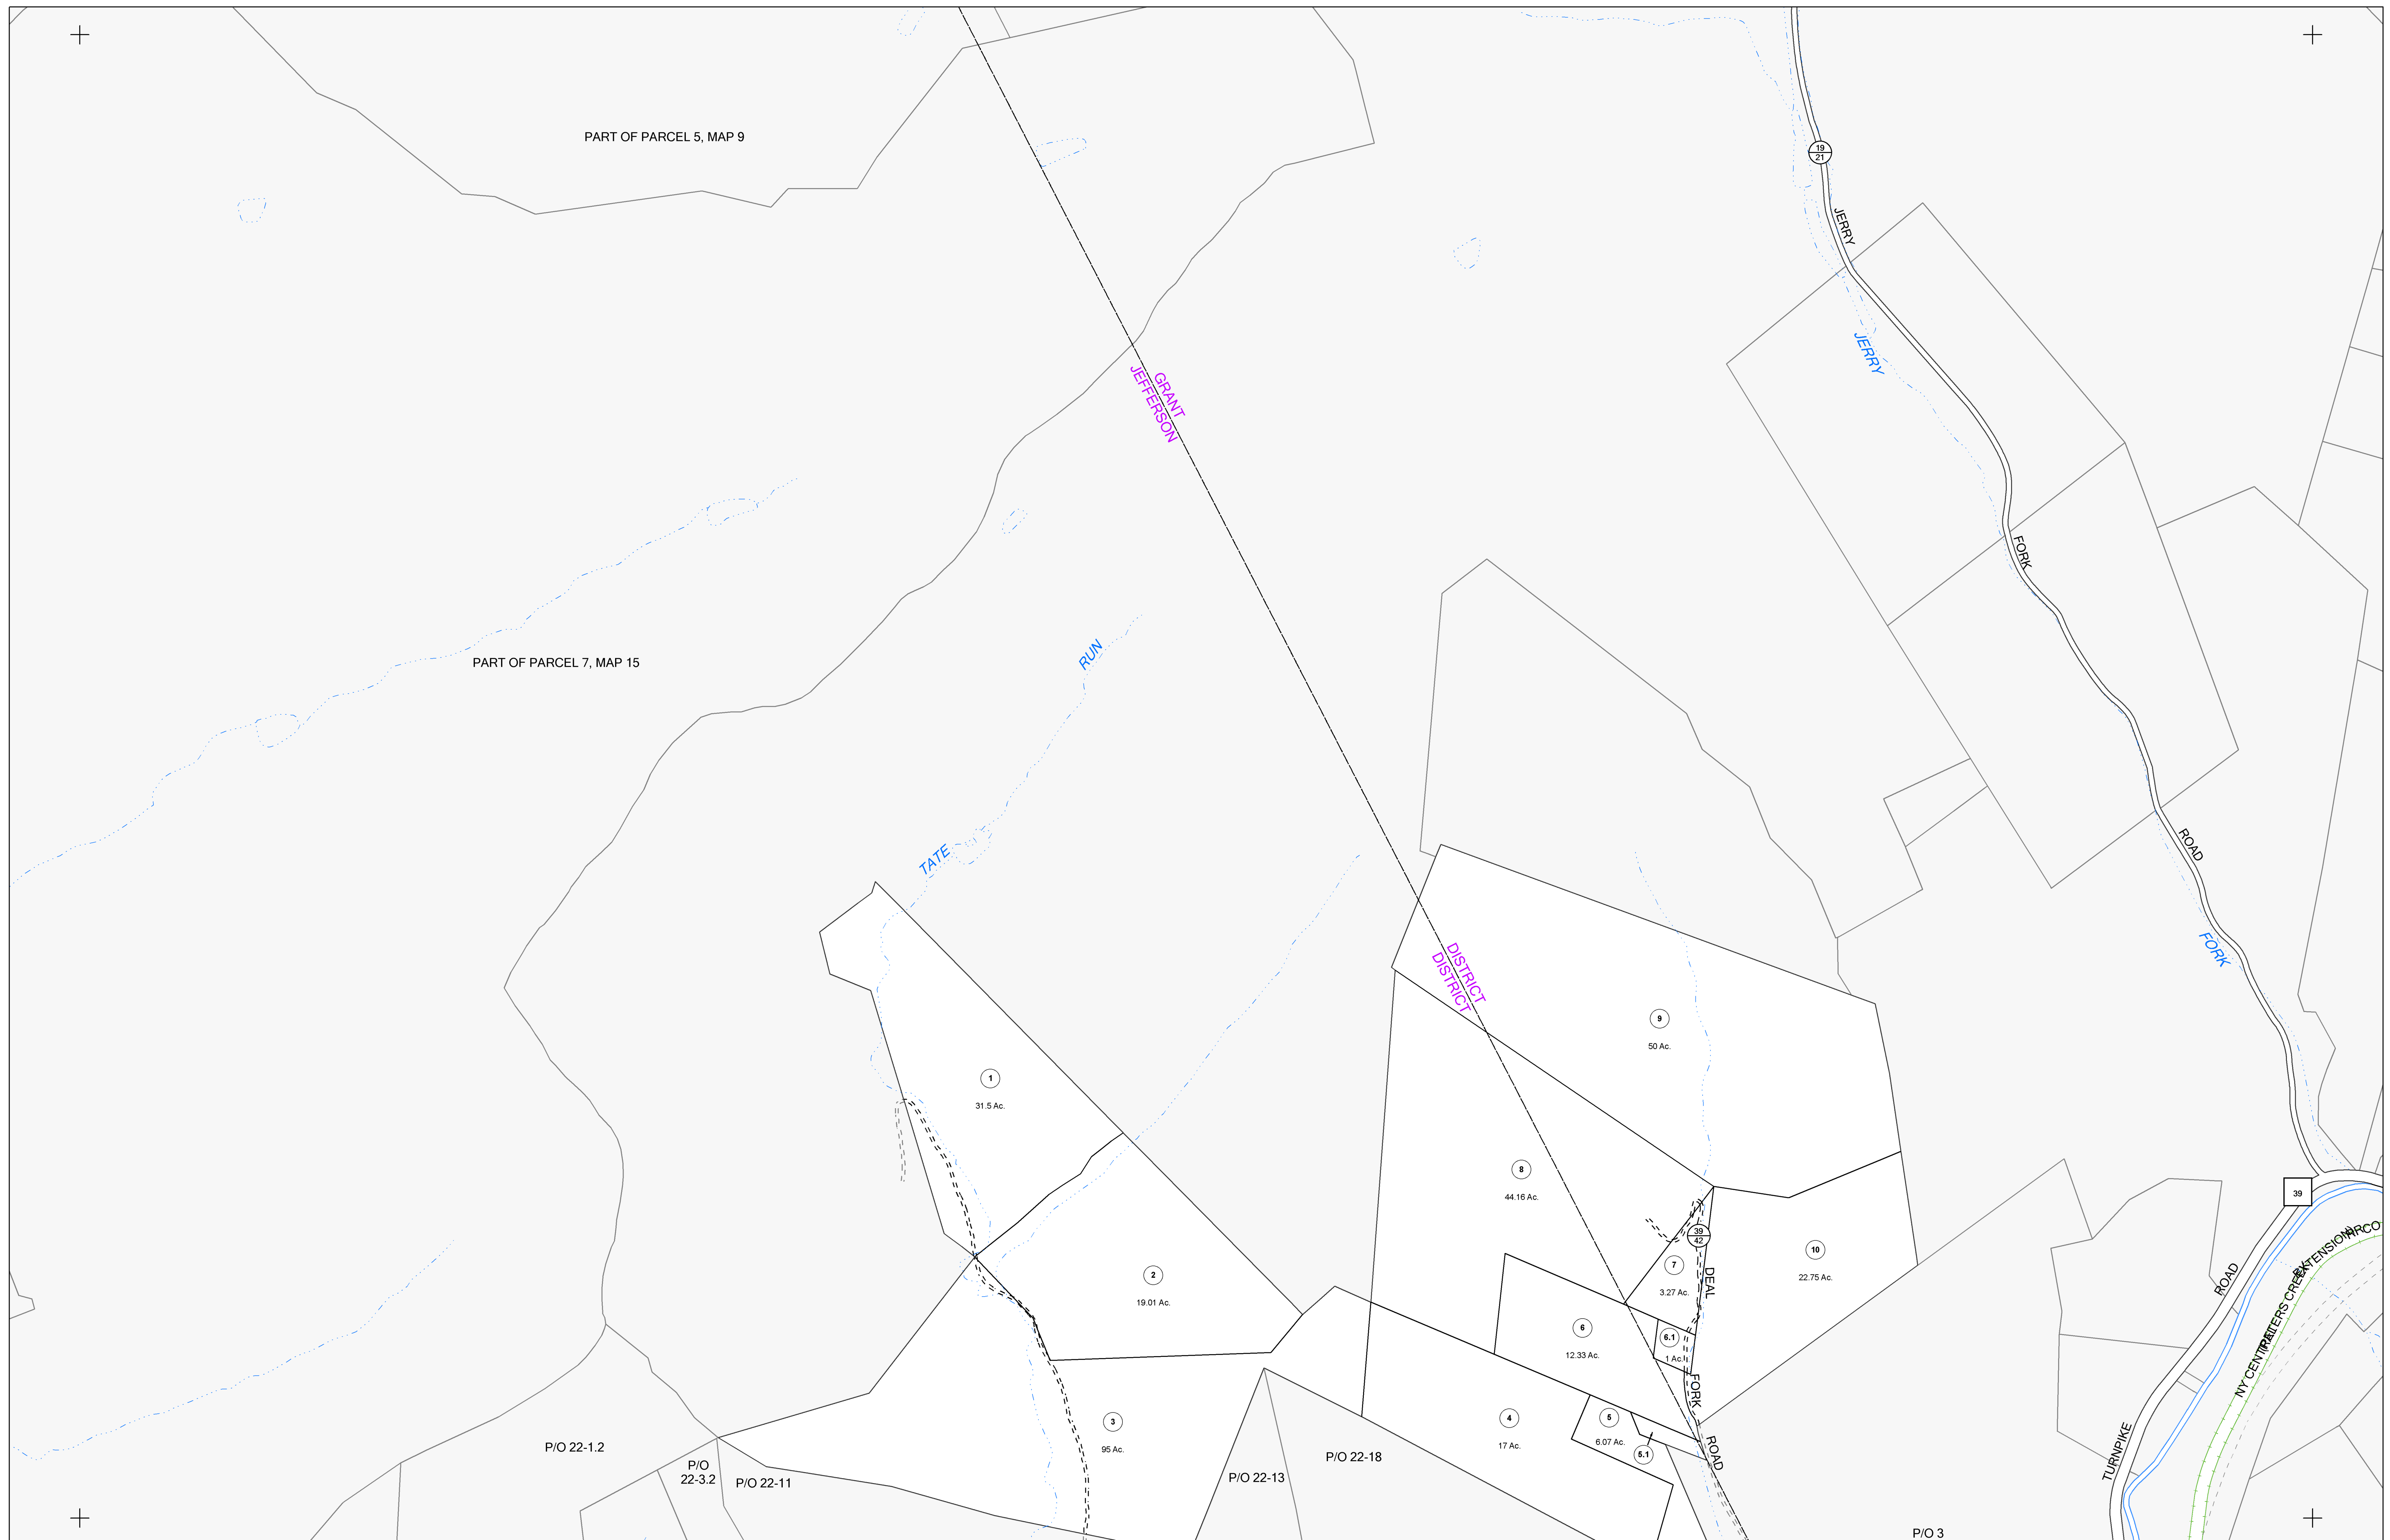 PART OF PARCEL 5, MAP 9
19
21
JERRY
JERRY
GRANT
JEFFERSON
FORK
RUN
PART OF PARCEL 7, MAP 15
TATE
ROAD
FORK
DISTRICT
DISTRICT
9
50 Ac.
1
31.5 Ac.
8
44.16 Ac.
39
39
42
10
22.75 Ac.
7
3.27 Ac.
DEAL
2
19.01 Ac.
ROAD
6
12.33 Ac.
6.1
1 Ac.
FORK
3
95 Ac.
4
17 Ac.
5
6.07 Ac.
5.1
ROAD
TURNPIKE
NY CENTRAL
P/O 22-1.2
P/O
22-3.2
P/O 22-11
P/O 22-13
P/O 22-18
P/O 3